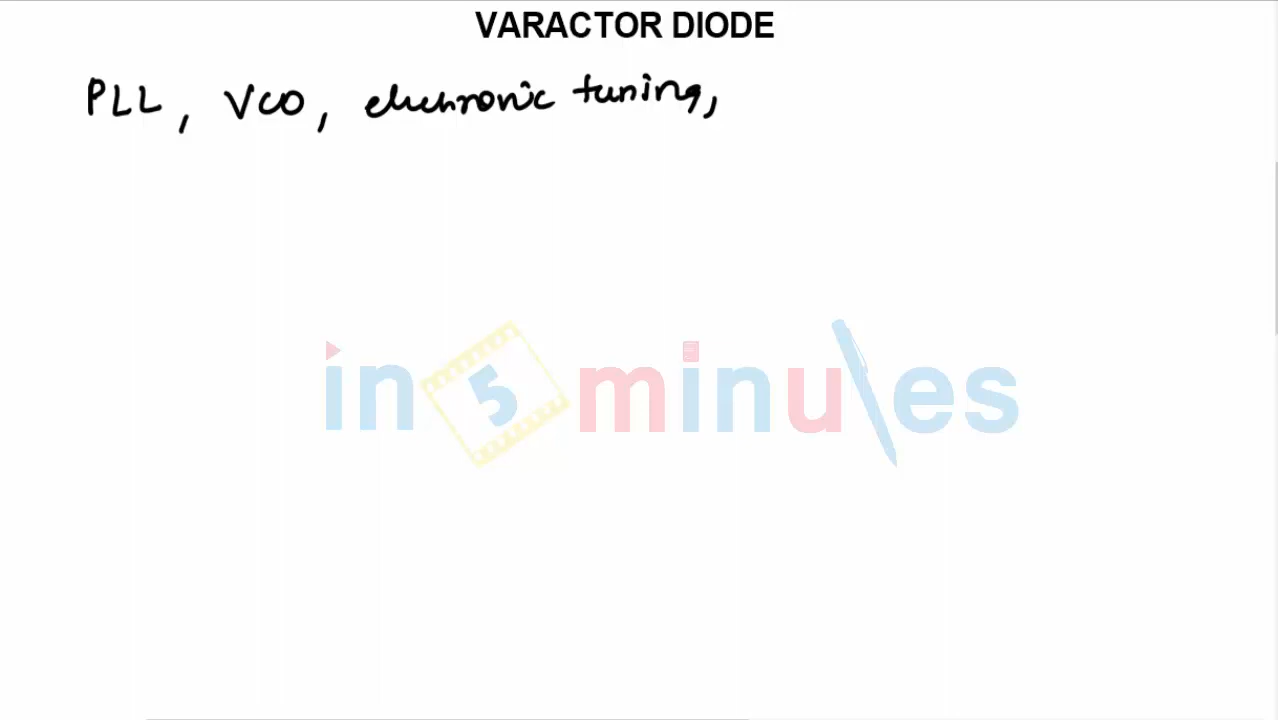 VARACTOR DIODE
PLL, VCO, electronic tuning,
in 5 minutes